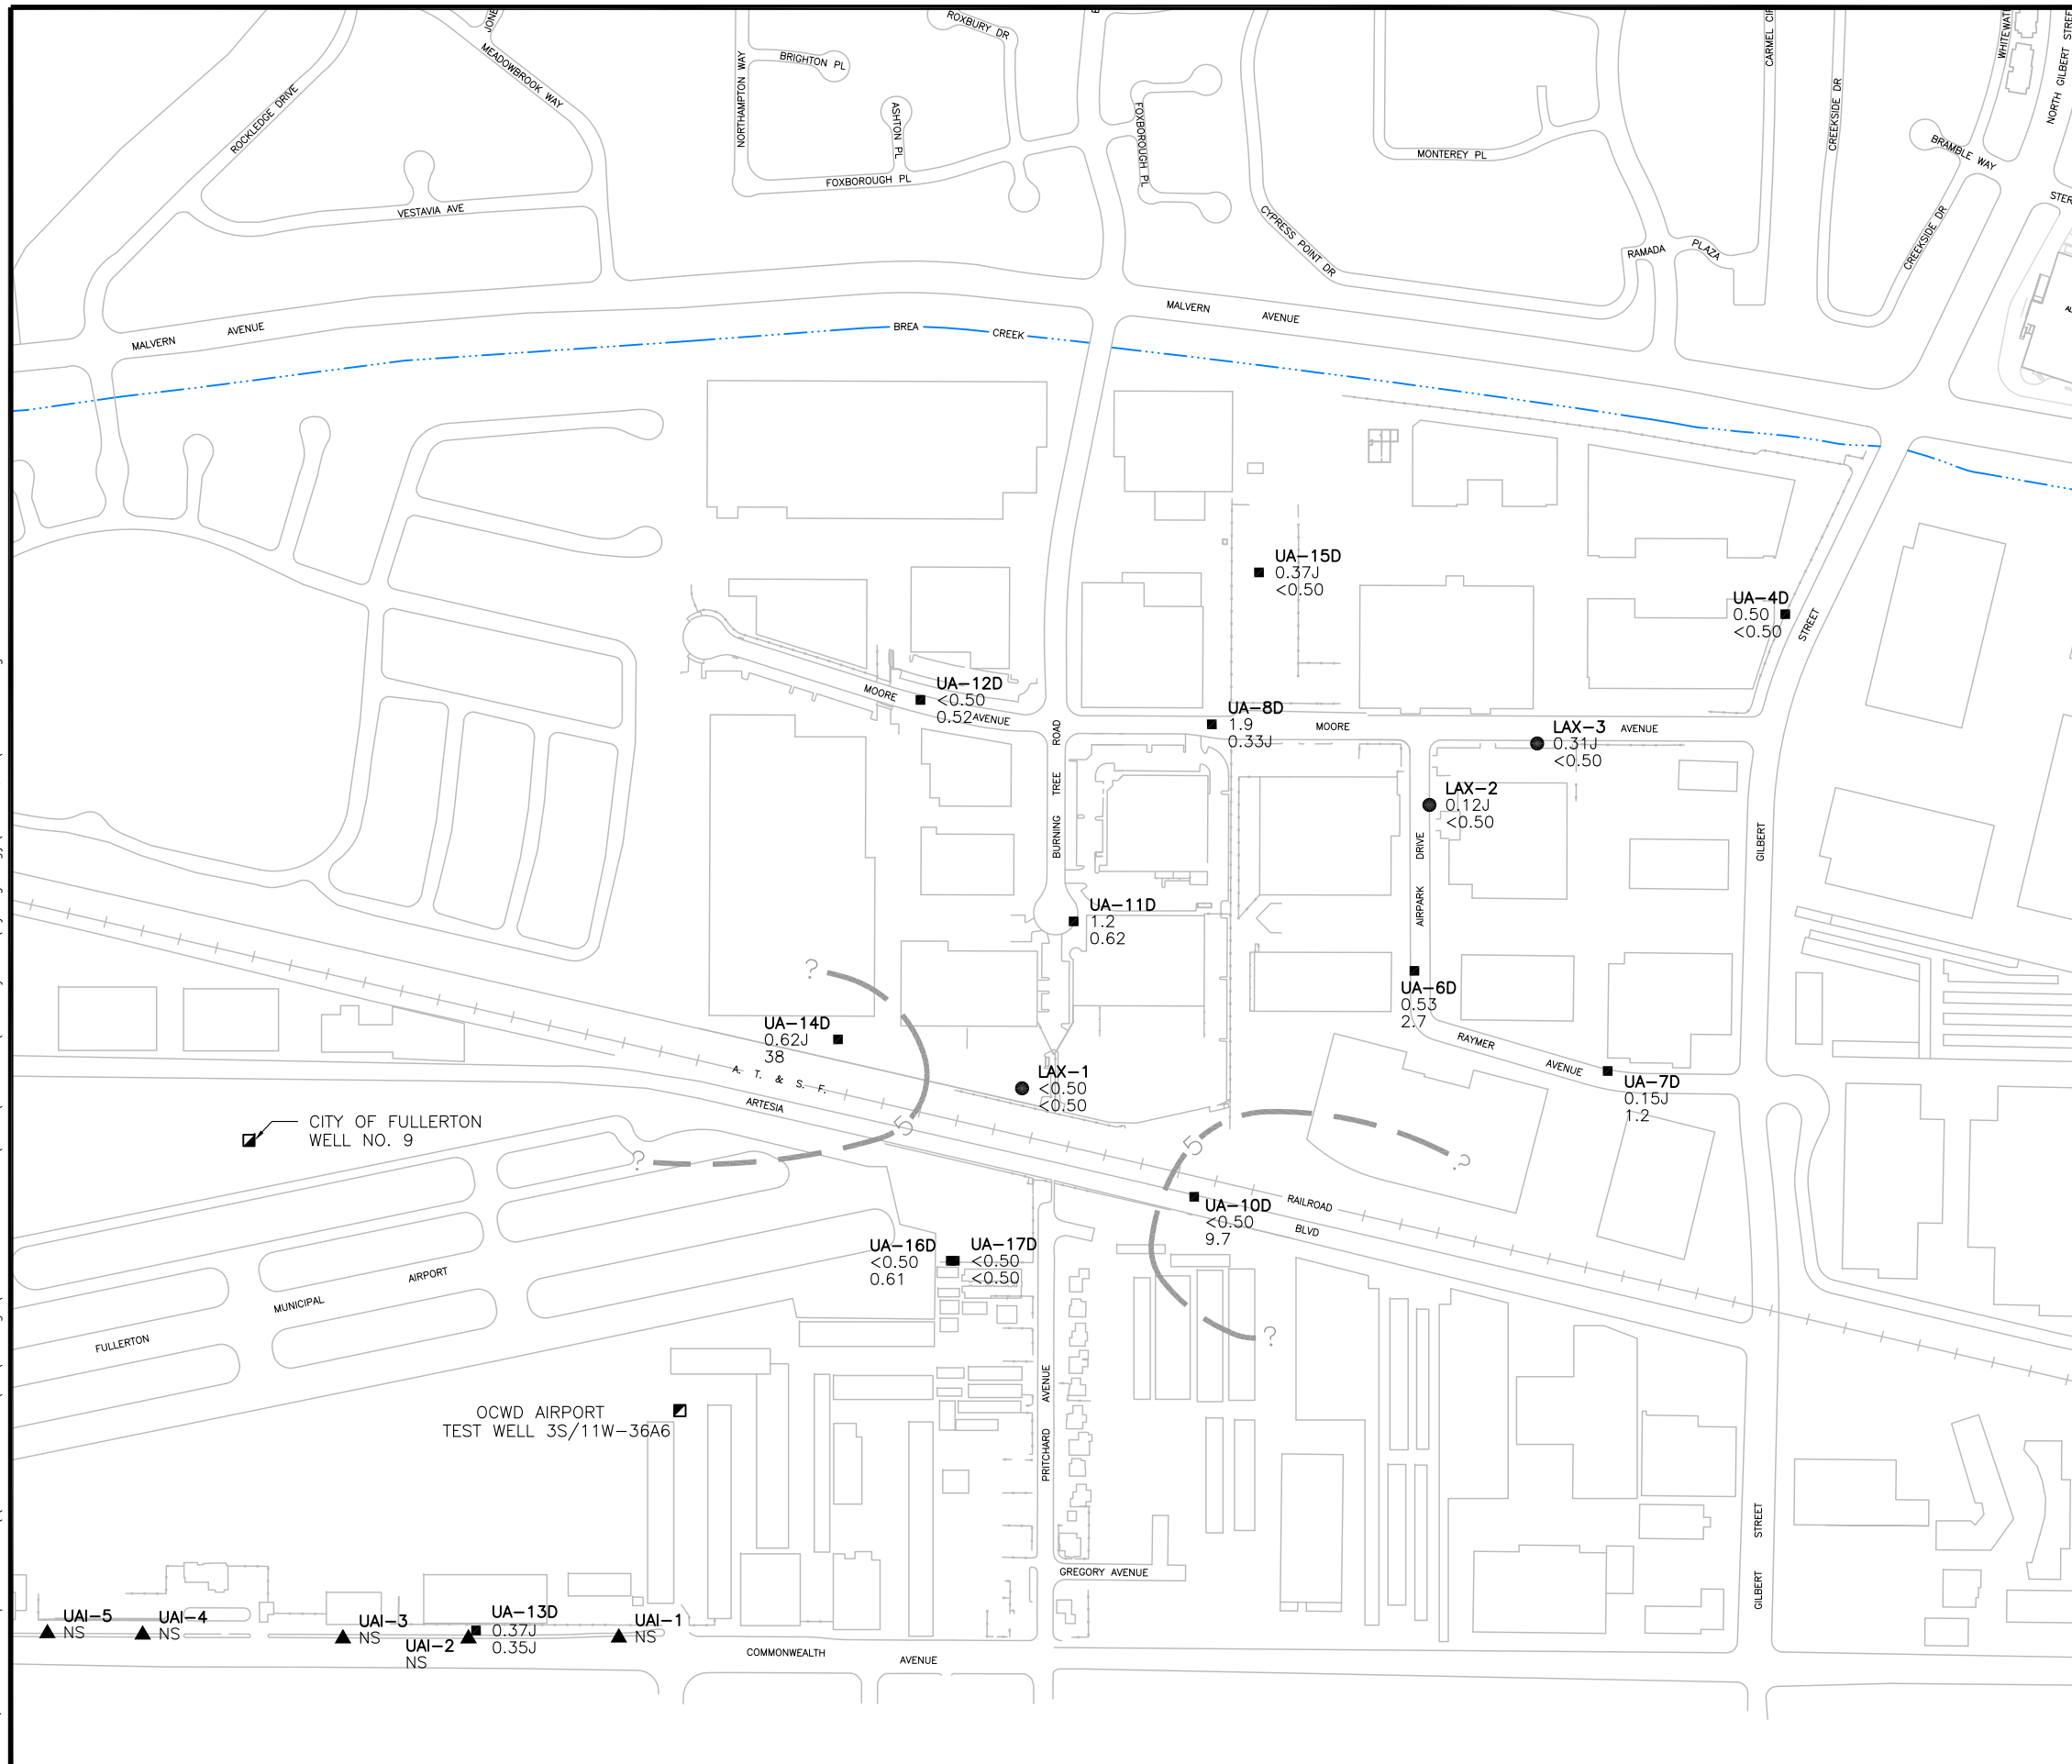 JONE
ROXBURY DR
CARMEL CIR
WHITEWATE
NORTH GILBERT STREE
MEADOWBROOK WAY
BRIGHTON PL
NORTHAMPTON WAY
ROCKLEDGE DRIVE
ASHTON PL
FOXBOROUGH PL
FOXBOROUGH PL
MONTEREY PL
CREEKSIDE DR
BRAMBLE WAY
STER
VESTAVIA AVE
CYPRESS POINT DR
RAMADA PLAZA
CREEKSIDE DR
MALVERN AVENUE
MALVERN AVENUE
BREA CREEK
UA-15D
0.37J
<0.50
UA-4D
0.50
<0.50
STREET
UA-12D
<0.50
0.52
MOORE AVENUE
UA-8D
1.9
0.33J
MOORE AVENUE
LAX-3
0.31J
<0.50
LAX-2
0.12J
<0.50
BURNING TREE ROAD
AIRPARK DRIVE
GILBERT
UA-11D
1.2
0.62
UA-6D
0.53
2.7
?
UA-14D
0.62J
38
RAYMER AVENUE
A. T. & S. F.
LAX-1
<0.50
<0.50
UA-7D
0.15J
1.2
ARTESIA
CITY OF FULLERTON
WELL NO. 9
5
5
?
?
UA-10D
<0.50
9.7
RAILROAD
BLVD
UA-16D
<0.50
0.61
UA-17D
<0.50
<0.50
FULLERTON MUNICIPAL AIRPORT
?
OCWD AIRPORT
TEST WELL 3S/11W-36A6
PRITCHARD AVENUE
GILBERT STREET
GREGORY AVENUE
UAI-5
NS
UAI-4
NS
UAI-3
NS
UAI-2
NS
UA-13D
0.37J
0.35J
UAI-1
NS
COMMONWEALTH AVENUE